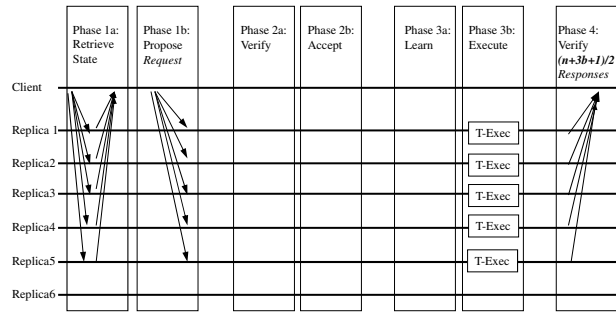 Phase 1a:
Retrieve
State
Phase 1b:
Propose
Request
Phase 2a:
Verify
Phase 2b:
Accept
Phase 3a:
Learn
Phase 3b:
Execute
Phase 4:
Verify
(n+3b+1)/2
Responses
Client
Replica 1
T-Exec
Replica2
T-Exec
Replica3
T-Exec
Replica4
T-Exec
Replica5
T-Exec
Replica6